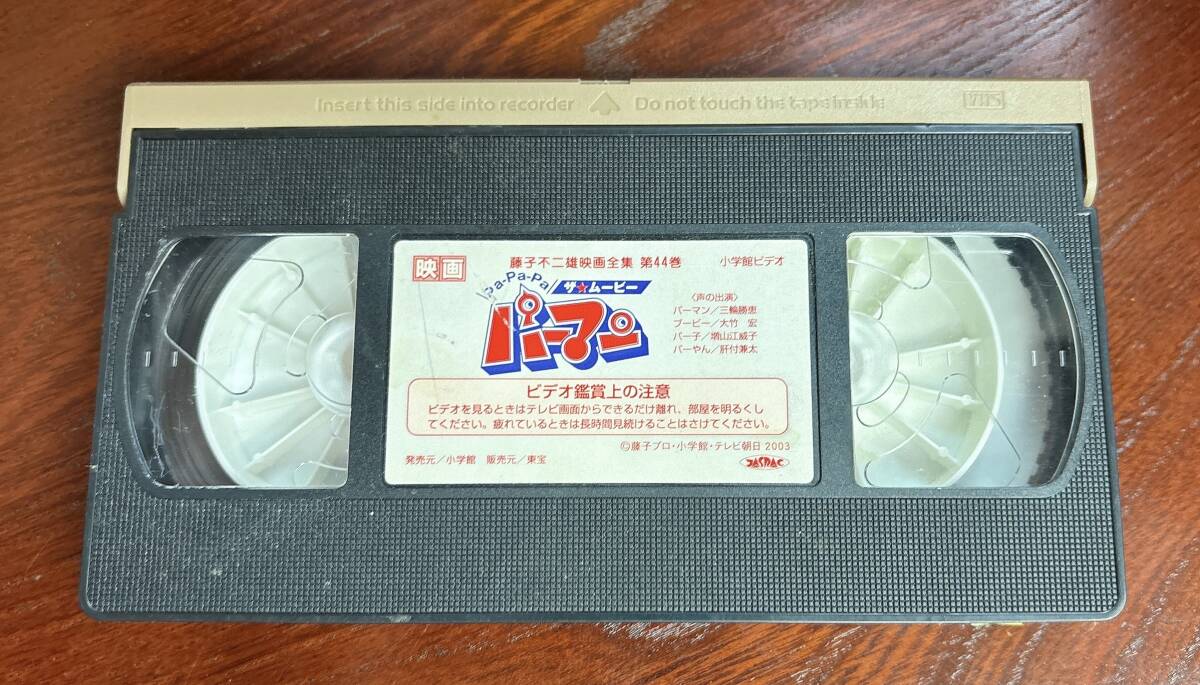 Insert this side into recorder Do not touch the tape inside VHS
映画 藤子不二雄映画全集 第44巻 小学館ビデオ
Pa-Pa-Pa ザ★ムービー
パーマン
〈声の出演〉
パーマン／三輪勝恵
ブービー／大竹 宏
パー子／増山江威子
パーやん／肝付兼太
ビデオ鑑賞上の注意
ビデオを見るときはテレビ画面からできるだけ離れ、部屋を明るくし
てください。疲れているときは長時間見続けることはさけてください。
©藤子プロ・小学館・テレビ朝日 2003
発売元／小学館 販売元／東宝
JASRAC